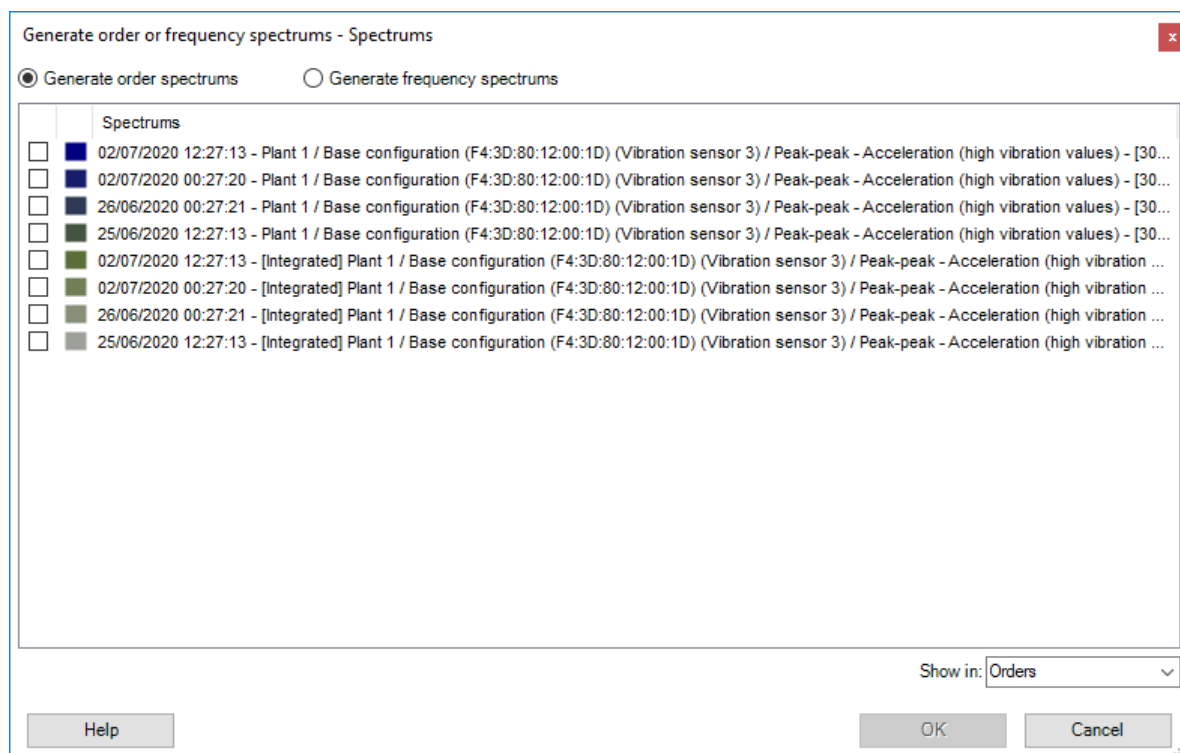 Generate order or frequency spectrums - Spectrums
x
Generate order spectrums Generate frequency spectrums
Spectrums
02/07/2020 12:27:13 - Plant 1 / Base configuration (F4:3D:80:12:00:1D) (Vibration sensor 3) / Peak-peak - Acceleration (high vibration values) - [30...
02/07/2020 00:27:20 - Plant 1 / Base configuration (F4:3D:80:12:00:1D) (Vibration sensor 3) / Peak-peak - Acceleration (high vibration values) - [30...
26/06/2020 00:27:21 - Plant 1 / Base configuration (F4:3D:80:12:00:1D) (Vibration sensor 3) / Peak-peak - Acceleration (high vibration values) - [30...
25/06/2020 12:27:13 - Plant 1 / Base configuration (F4:3D:80:12:00:1D) (Vibration sensor 3) / Peak-peak - Acceleration (high vibration values) - [30...
02/07/2020 12:27:13 - [Integrated] Plant 1 / Base configuration (F4:3D:80:12:00:1D) (Vibration sensor 3) / Peak-peak - Acceleration (high vibration ...
02/07/2020 00:27:20 - [Integrated] Plant 1 / Base configuration (F4:3D:80:12:00:1D) (Vibration sensor 3) / Peak-peak - Acceleration (high vibration ...
26/06/2020 00:27:21 - [Integrated] Plant 1 / Base configuration (F4:3D:80:12:00:1D) (Vibration sensor 3) / Peak-peak - Acceleration (high vibration ...
25/06/2020 12:27:13 - [Integrated] Plant 1 / Base configuration (F4:3D:80:12:00:1D) (Vibration sensor 3) / Peak-peak - Acceleration (high vibration ...
Show in: Orders
Help OK Cancel